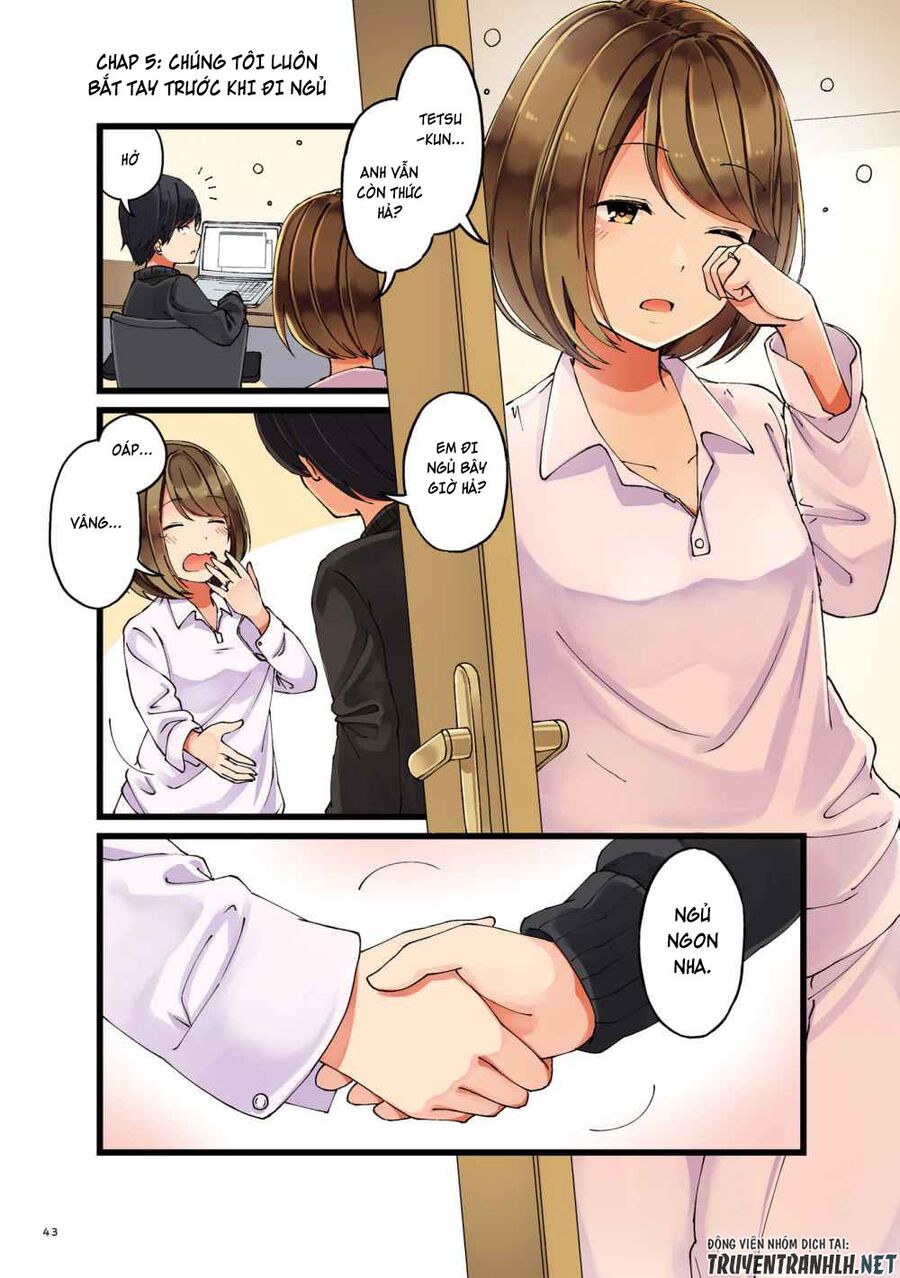 CHAP 5: CHÚNG TÔI LUÔN
BẮT TAY TRƯỚC KHI ĐI NGỦ
TETSU
-KUN...
ANH VẪN
CÒN THỨC
HẢ?
HỞ
EM ĐI
NGỦ BÂY
GIỜ HẢ?
OÁP...
VÂNG...
NGỦ
NGON
NHA.
43
ĐỘNG VIÊN NHÓM DỊCH TẠI:
TRUYENTRANHLH.NET